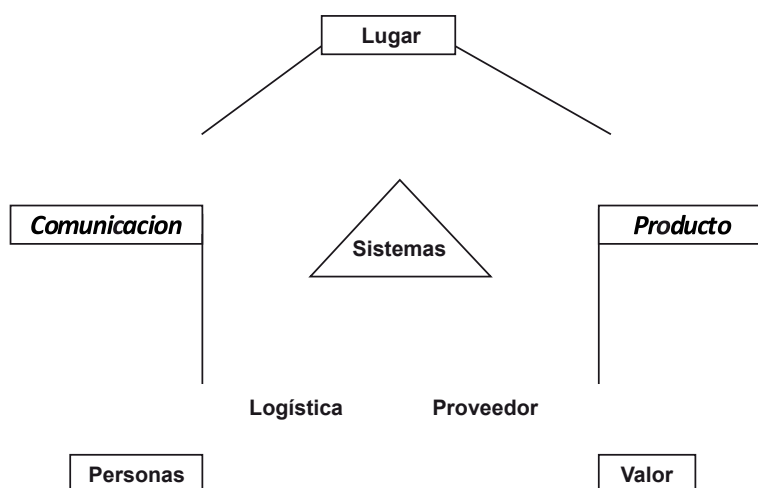 Lugar
Comunicacion
Producto
Sistemas
Logística
Proveedor
Personas
Valor